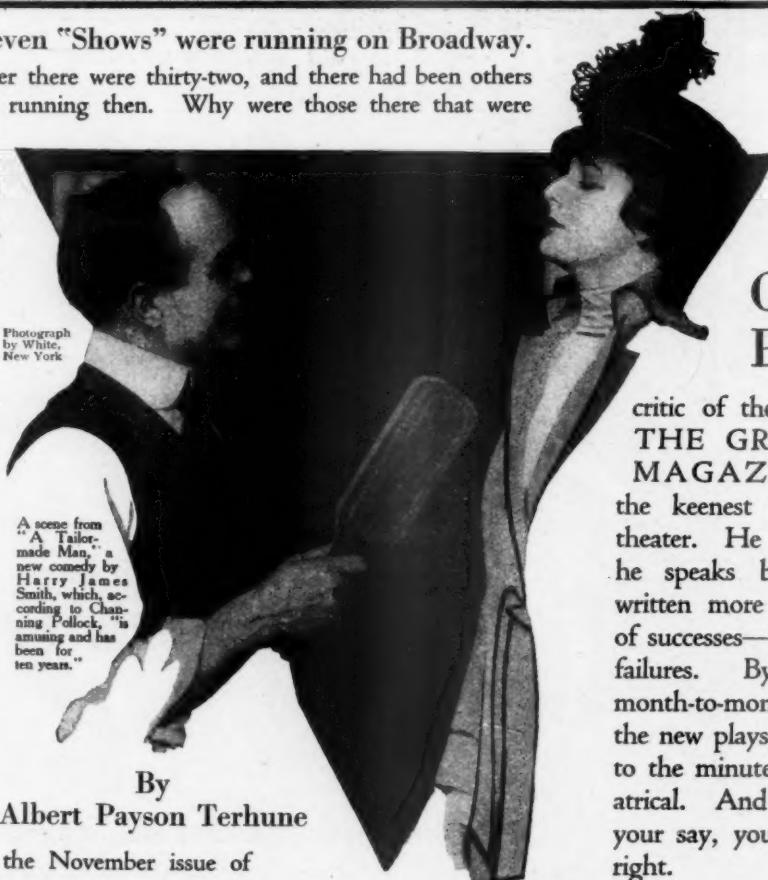 even "Shows" were running on Broadway.
er there were thirty-two, and there had been others
running then. Why were those there that were
Photograph
by White,
New York
A scene from
"A Tailor-
made Man," a
new comedy by
Harry James
Smith, which, ac-
cording to Chan-
ning Pollock, "is
amusing and has
been for
ten years."
By
Albert Payson Terhune
the November issue of
critic of the
THE GR
MAGAZ
the keenest
theater. He
he speaks b
written more
of successes—
failures. By
month-to-mon
the new plays
to the minute
atrical. And
your say, you
right.